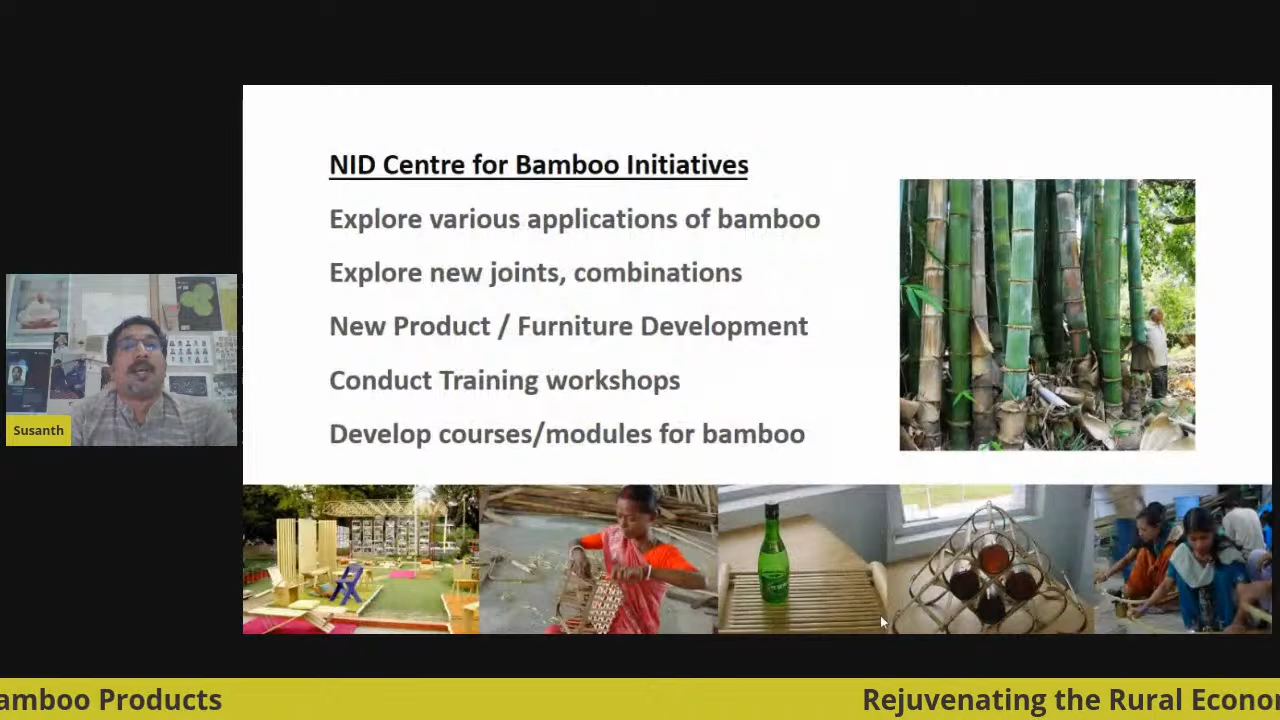 NID Centre for Bamboo Initiatives
Explore various applications of bamboo
Explore new joints, combinations
New Product / Furniture Development
Conduct Training workshops
Develop courses/modules for bamboo
Susanth
amboo Products
Rejuvenating the Rural Econo